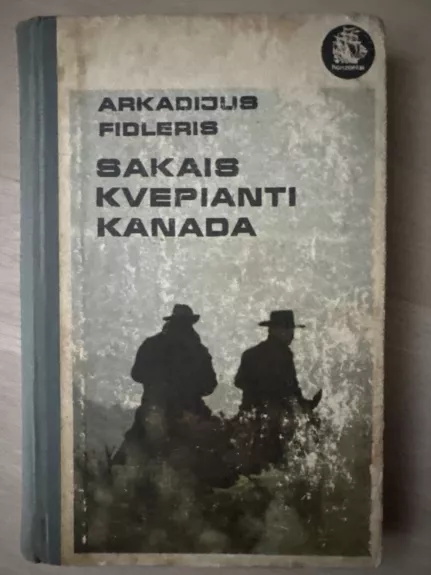 ARKADIJUS
FIDLERIS
SAKAIS
KVEPIANTI
KANADA